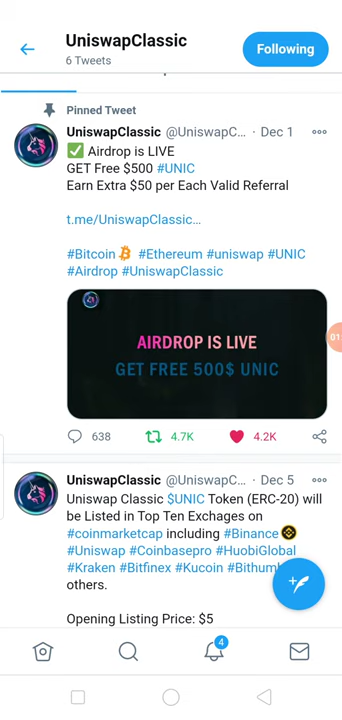 UniswapClassic
6 Tweets
Following
Pinned Tweet
UniswapClassic @UniswapC... · Dec 1
✅ Airdrop is LIVE
GET Free $500 #UNIC
Earn Extra $50 per Each Valid Referral
t.me/UniswapClassic...
#Bitcoin #Ethereum #uniswap #UNIC
#Airdrop #UniswapClassic
AIRDROP IS LIVE
GET FREE 500$ UNIC
638
4.7K
4.2K
UniswapClassic @UniswapC... · Dec 5
Uniswap Classic $UNIC Token (ERC-20) will
be Listed in Top Ten Exchages on
#coinmarketcap including #Binance
#Uniswap #Coinbasepro #HuobiGlobal
#Kraken #Bitfinex #Kucoin
others.
Opening Listing Price: $5
4